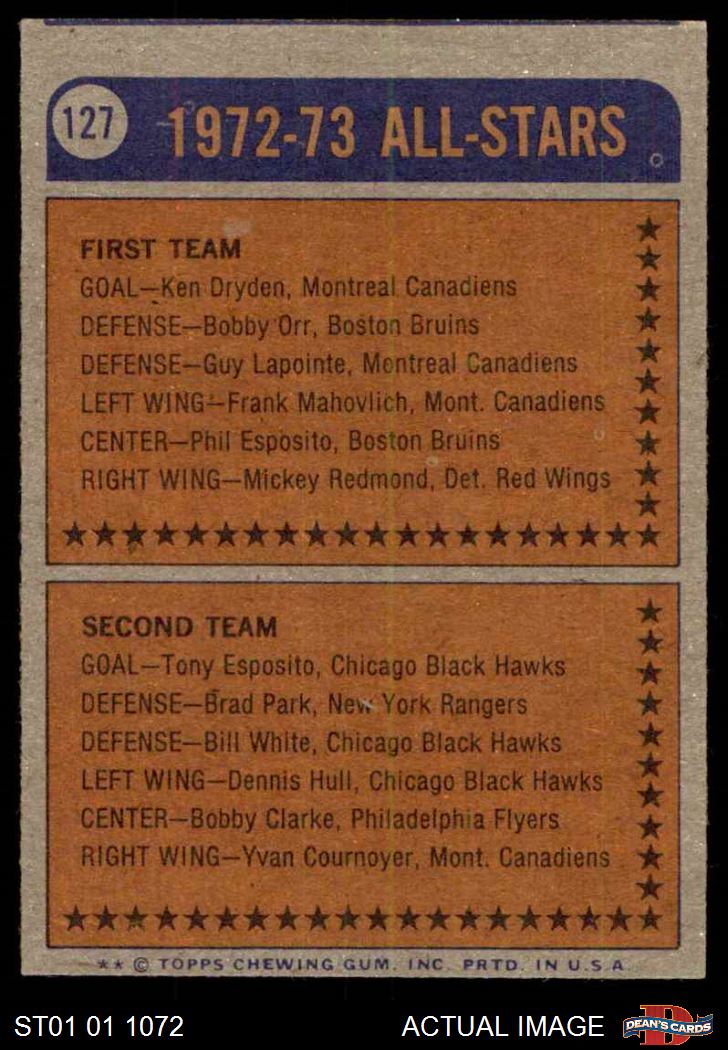 127
1972-73 ALL-STARS
FIRST TEAM
GOAL—Ken Dryden, Montreal Canadiens
DEFENSE—Bobby Orr, Boston Bruins
DEFENSE—Guy Lapointe, Montreal Canadiens
LEFT WING—Frank Mahovlich, Mont. Canadiens
CENTER—Phil Esposito, Boston Bruins
RIGHT WING—Mickey Redmond, Det. Red Wings
SECOND TEAM
GOAL—Tony Esposito, Chicago Black Hawks
DEFENSE—Brad Park, New York Rangers
DEFENSE—Bill White, Chicago Black Hawks
LEFT WING—Dennis Hull, Chicago Black Hawks
CENTER—Bobby Clarke, Philadelphia Flyers
RIGHT WING—Yvan Cournoyer, Mont. Canadiens
** © TOPPS CHEWING GUM, INC. PRTD. IN U.S.A.
ST01 01 1072
ACTUAL IMAGE
D
DEAN'S CARDS